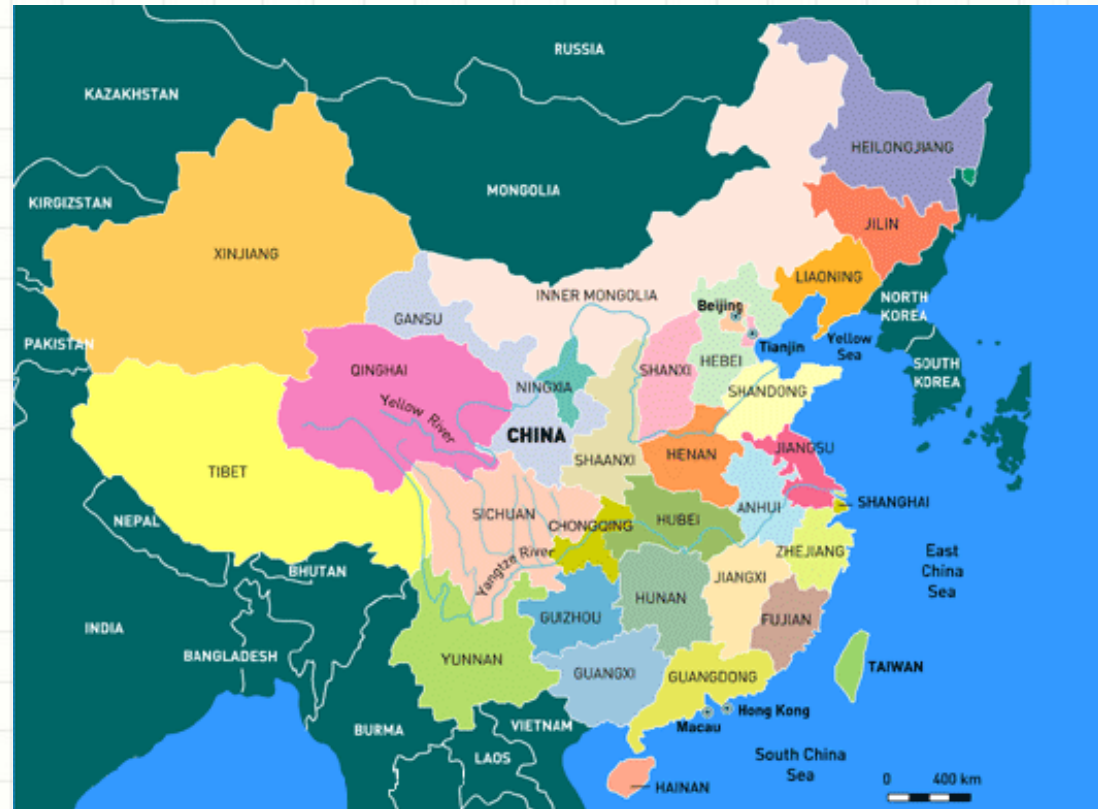 RUSSIA
KAZAKHSTAN
HEILONGJIANG
MONGOLIA
KIRGIZSTAN
JILIN
XINJIANG
LIAONING
INNER MONGOLIA
NORTH
KOREA
Beijing
GANSU
PAKISTAN
Tianjin
Yellow
Sea
SOUTH
KOREA
QINGHAI
SHANXI
HEBEI
NINGXIA
SHANDONG
Yellow River
CHINA
HENAN
JIANGSU
SHAANXI
TIBET
SHANGHAI
ANHUI
SICHUAN
HUBEI
CHONGQING
NEPAL
ZHEJIANG
East
China
Sea
Yangtze River
BHUTAN
JIANGXI
HUNAN
GUIZHOU
FUJIAN
INDIA
BANGLADESH
YUNNAN
TAIWAN
GUANGXI
GUANGDONG
Hong Kong
Macau
VIETNAM
BURMA
LAOS
South China
Sea
0 400 km
HAINAN